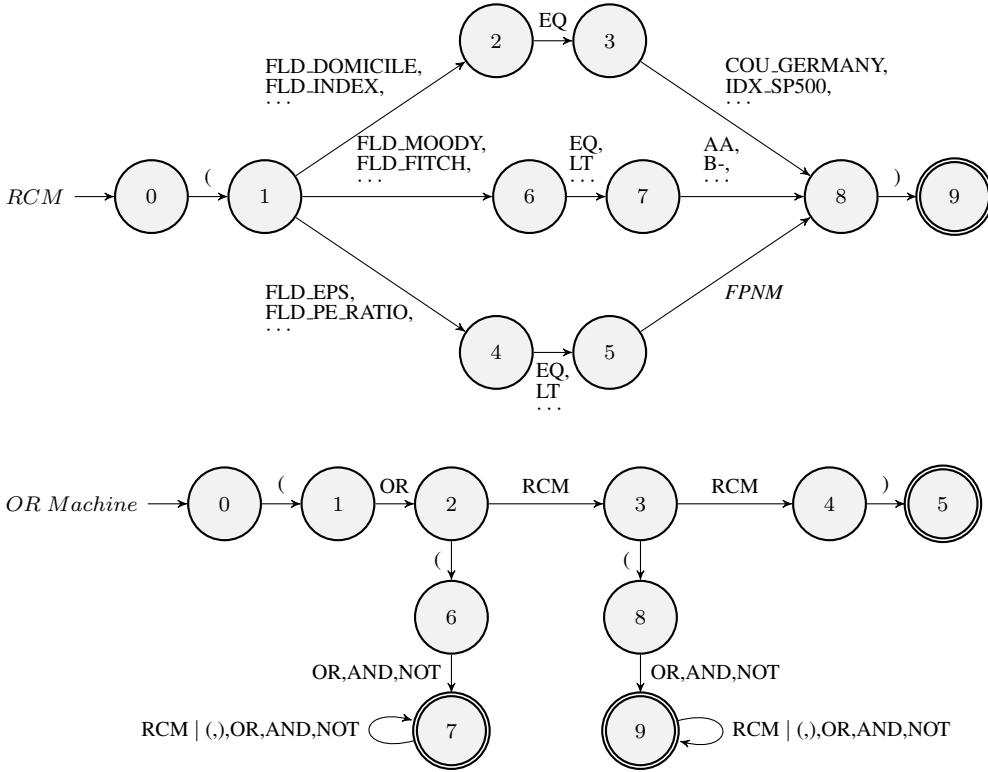 2
EQ
3
FLD_DOMICILE,
FLD_INDEX,
...
COU_GERMANY,
IDX_SP500,
...
FLD_MOODY,
FLD_FITCH,
...
EQ,
LT
...
AA,
B-,
...
RCM
0
(
1
6
7
8
)
9
FLD_EPS,
FLD_PE_RATIO,
...
FPNM
4
5
EQ,
LT
...
OR Machine
0
(
1
OR
2
RCM
3
RCM
4
)
5
(
(
6
8
OR,AND,NOT
OR,AND,NOT
RCM | (,),OR,AND,NOT
7
9
RCM | (,),OR,AND,NOT